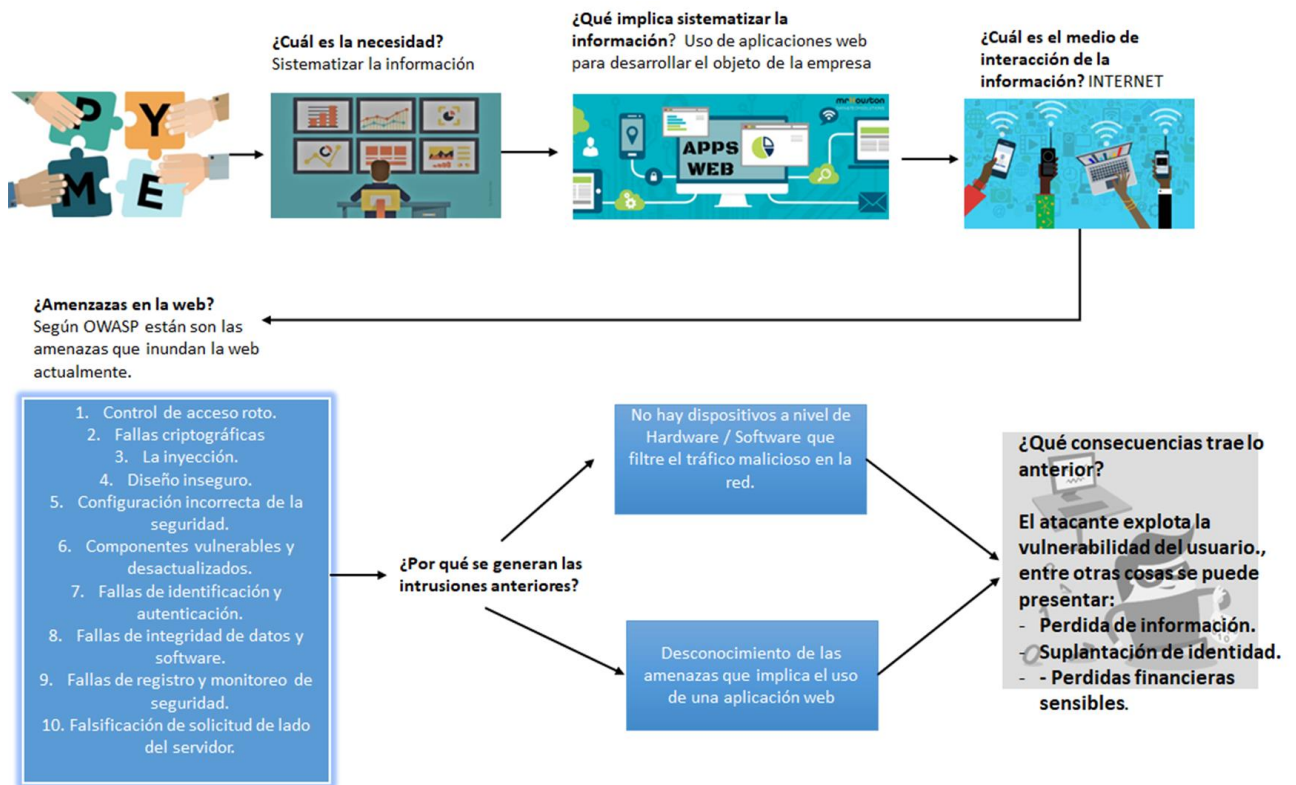 P Y
M E
¿Cuál es la necesidad?
Sistematizar la información
¿Qué implica sistematizar la
información? Uso de aplicaciones web
para desarrollar el objeto de la empresa
mrHouston
APPS
WEB
¿Cuál es el medio de
interacción de la
información? INTERNET
¿Amenzazas en la web?
Según OWASP están son las
amenazas que inundan la web
actualmente.
1. Control de acceso roto.
2. Fallas criptográficas
3. La inyección.
4. Diseño inseguro.
5. Configuración incorrecta de la
seguridad.
6. Componentes vulnerables y
desactualizados.
7. Fallas de identificación y
autenticación.
8. Fallas de integridad de datos y
software.
9. Fallas de registro y monitoreo de
seguridad.
10. Falsificación de solicitud de lado
del servidor.
¿Por qué se generan las
intrusiones anteriores?
No hay dispositivos a nivel de
Hardware / Software que
filtre el tráfico malicioso en la
red.
Desconocimiento de las
amenazas que implica el uso
de una aplicación web
¿Qué consecuencias trae lo
anterior?
El atacante explota la
vulnerabilidad del usuario.,
entre otras cosas se puede
presentar:
- Perdida de información.
- Suplantación de identidad.
- - Perdidas financieras
sensibles.